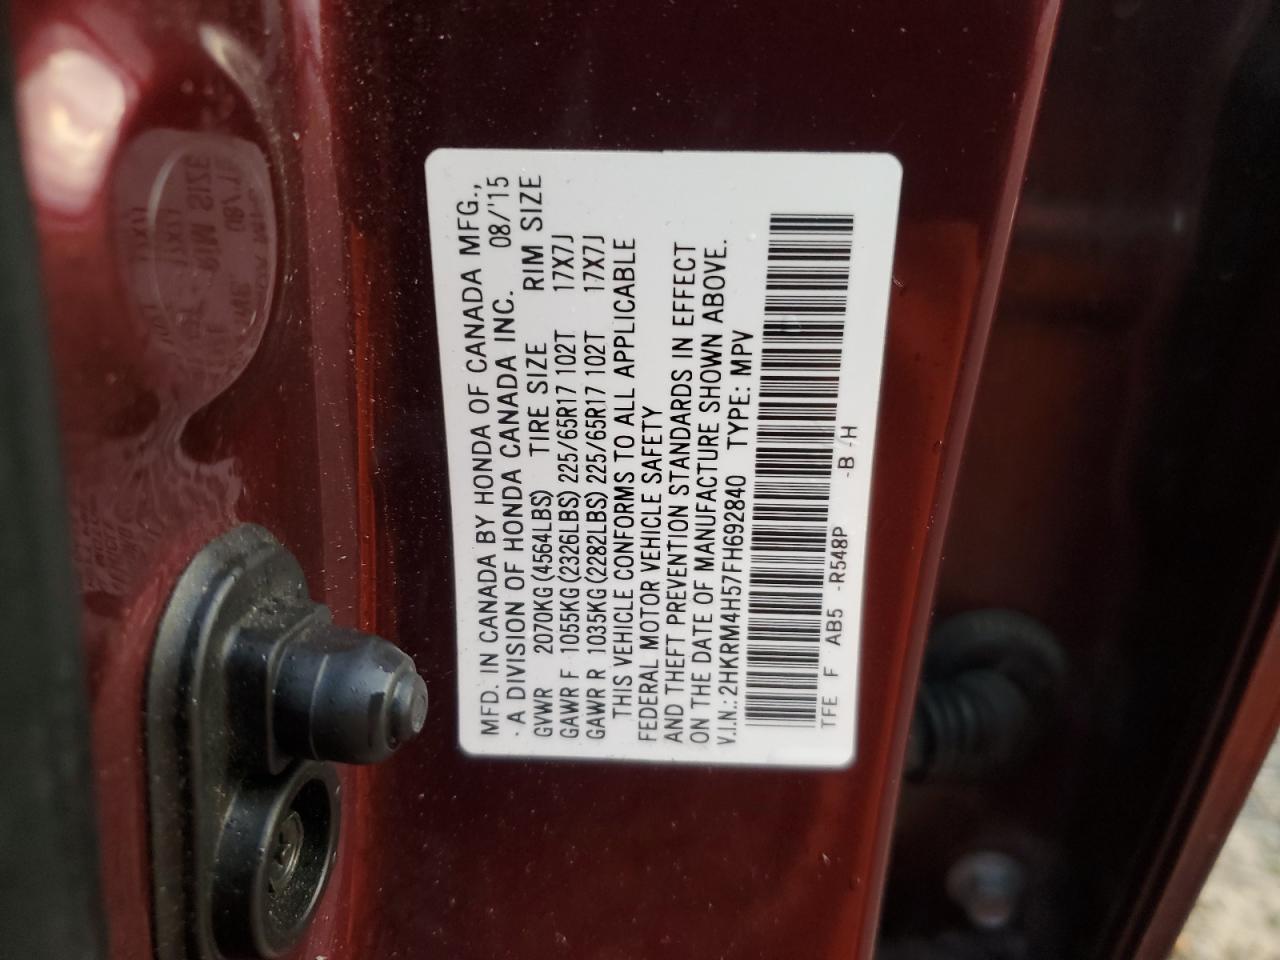 MFD. IN CANADA BY HONDA OF CANADA MFG.,
A DIVISION OF HONDA CANADA INC. 08/'15
GVWR 2070KG(4564LBS) TIRE SIZE RIM SIZE
GAWR F 1055KG(2326LBS) 225/65R17 102T 17X7J
GAWR R 1035KG(2282LBS) 225/65R17 102T 17X7J
THIS VEHICLE CONFORMS TO ALL APPLICABLE
FEDERAL MOTOR VEHICLE SAFETY
AND THEFT PREVENTION STANDARDS IN EFFECT
ON THE DATE OF MANUFACTURE SHOWN ABOVE.
V.I.N.: 2HKRM4H57FH692840 TYPE: MPV
TFE F AB5 -R548P -B /H